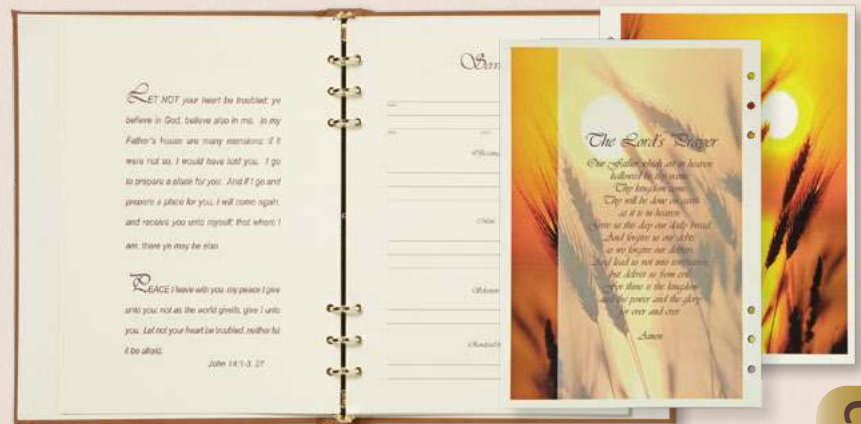 LET NOT your heart be troubled: ye
believe in God, believe also in me. In my
Father's house are many mansions: if it
were not so, I would have told you. I go
to prepare a place for you. And if I go and
prepare a place for you, I will come again,
and receive you unto myself; that where I
am, there ye may be also.
PEACE I leave with you, my peace I give
unto you: not as the world giveth, give I unto
you. Let not your heart be troubled, neither let
it be afraid.
John 14:1-3, 27
The Lord's Prayer
Our Father which art in heaven
hallowed be thy name
Thy kingdom come
Thy will be done on earth
as it is in heaven
Give us this day our daily bread
And forgive us our debts
as we forgive our debtors
And lead us not into temptation
but deliver us from evil
For thine is the kingdom
and the power and the glory
for ever and ever
Amen